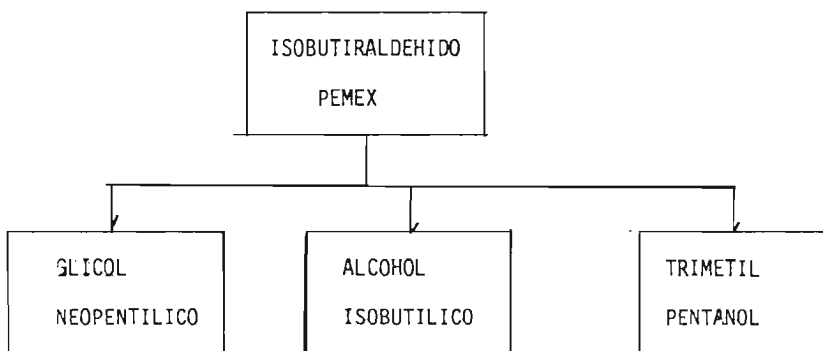 ISOBUTIRALDEHIDO
PEMEX
GLICOL
NEOPENTILICO
ALCOHOL
ISOBUTILICO
TRIMETIL
PENTANOL